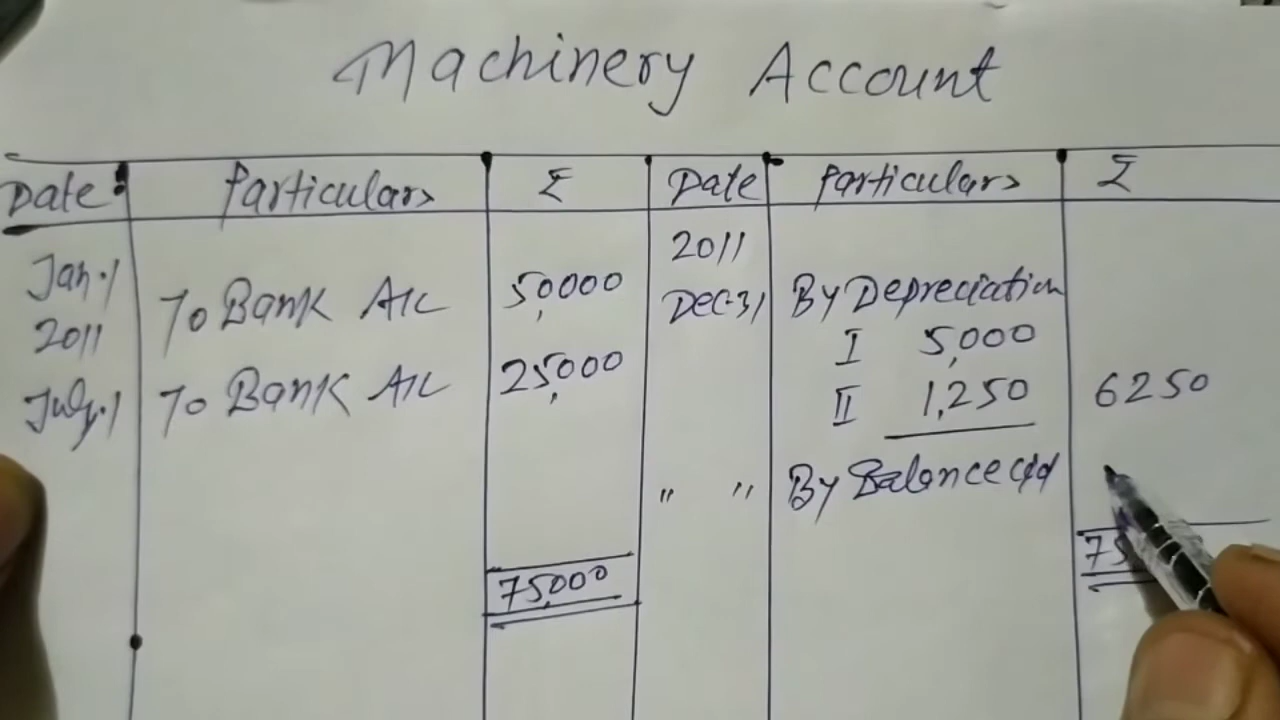 Machinery Account
Date Particulars ₹ Date Particulars ₹
2011
Jan.1 To Bank A/c 50,000 Dec.31 By Depreciation
2011 I 5,000
July.1 To Bank A/c 25,000 II 1,250 6250
" " By Balance c/d
75,000 75